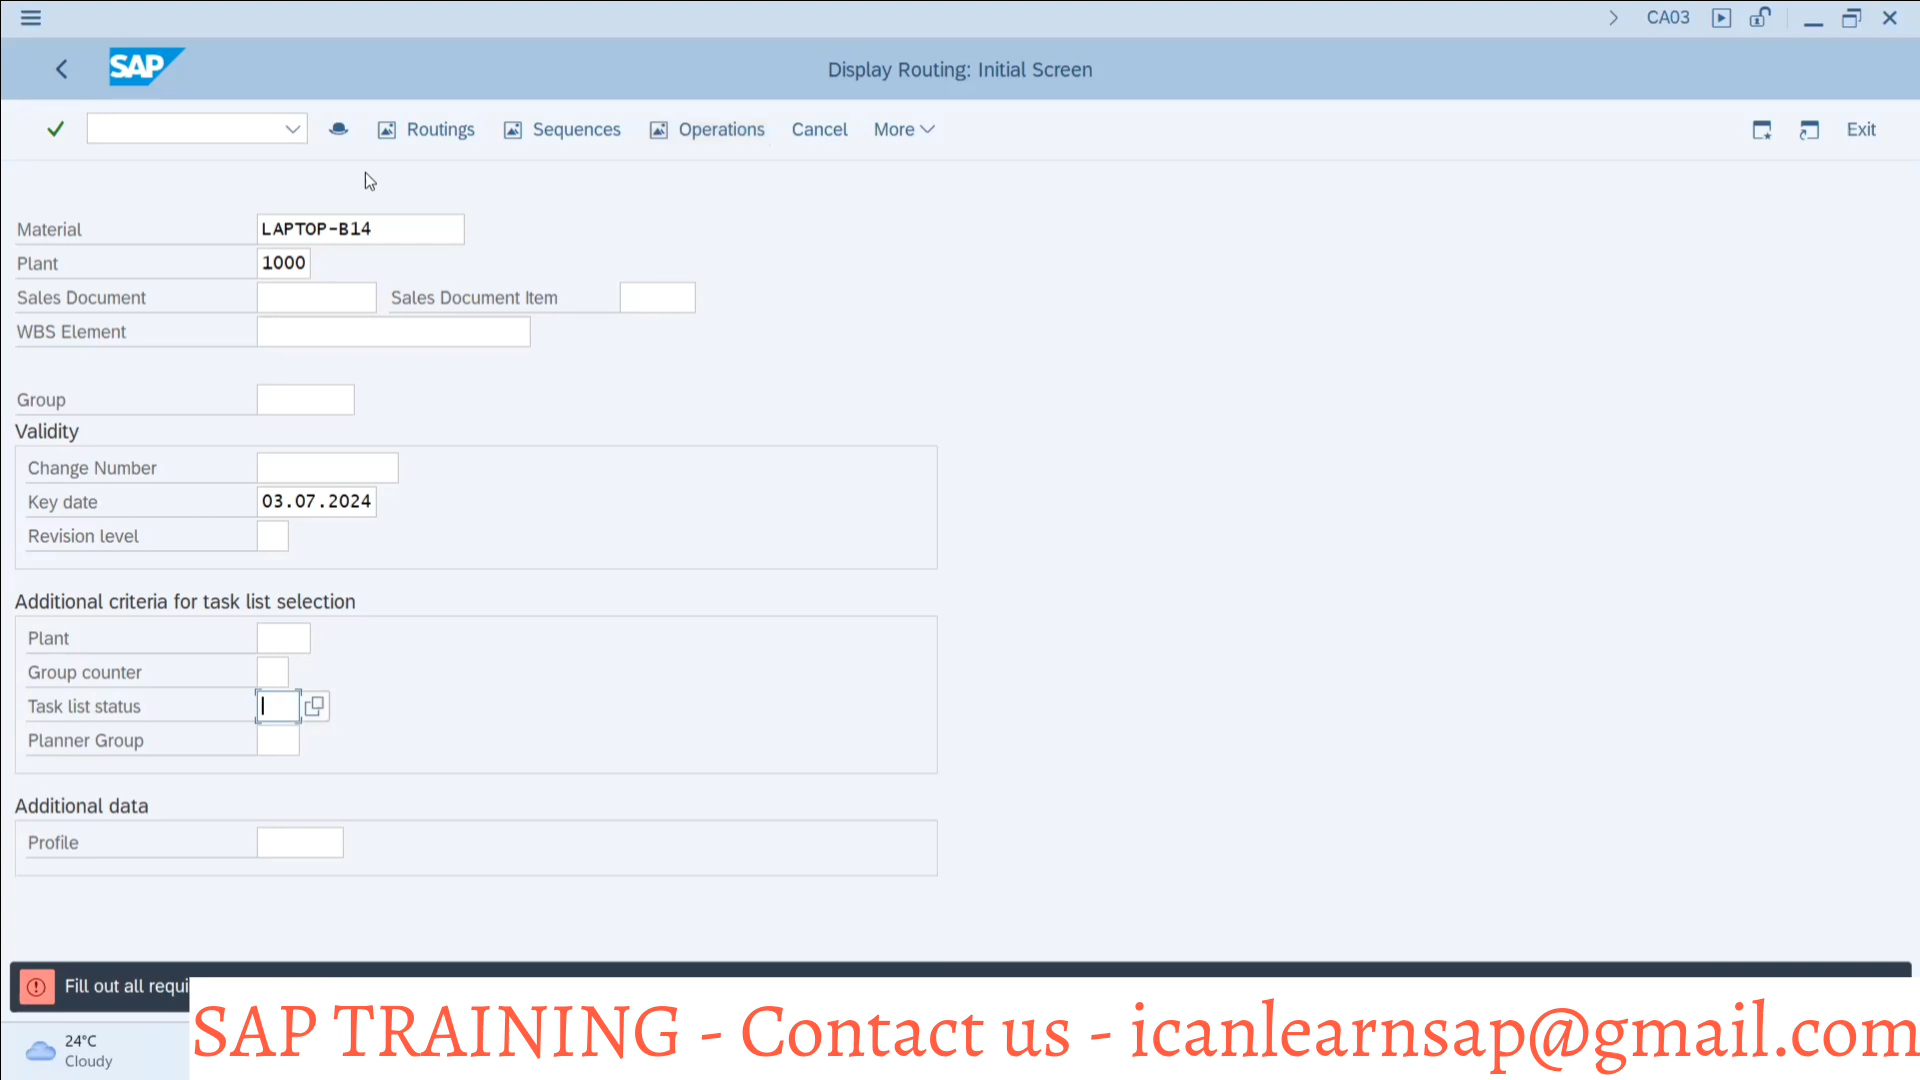 CA03
SAP
Display Routing: Initial Screen
Routings
Sequences
Operations
Cancel
More
Exit
Material LAPTOP-B14
Plant 1000
Sales Document
Sales Document Item
WBS Element
Group
Validity
Change Number
Key date 03.07.2024
Revision level
Additional criteria for task list selection
Plant
Group counter
Task list status
Planner Group
Additional data
Profile
Fill out all requi
SAP TRAINING - Contact us - icanlearnsap@gmail.com
24°C
Cloudy